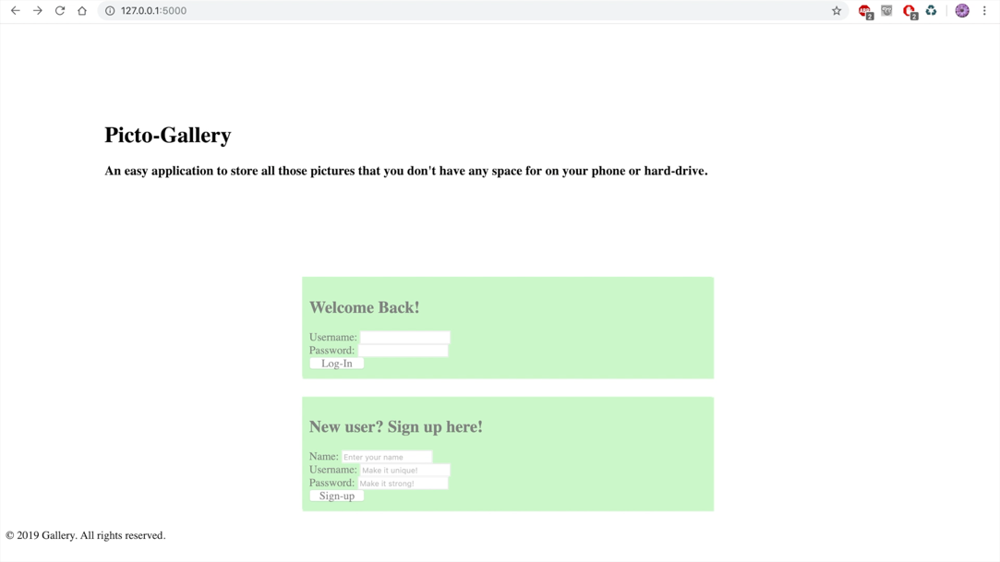 127.0.0.1:5000
ABP
2
2
Picto-Gallery
An easy application to store all those pictures that you don't have any space for on your phone or hard-drive.
Welcome Back!
Username:
Password:
Log-In
New user? Sign up here!
Name: Enter your name
Username: Make it unique!
Password: Make it strong!
Sign-up
© 2019 Gallery. All rights reserved.